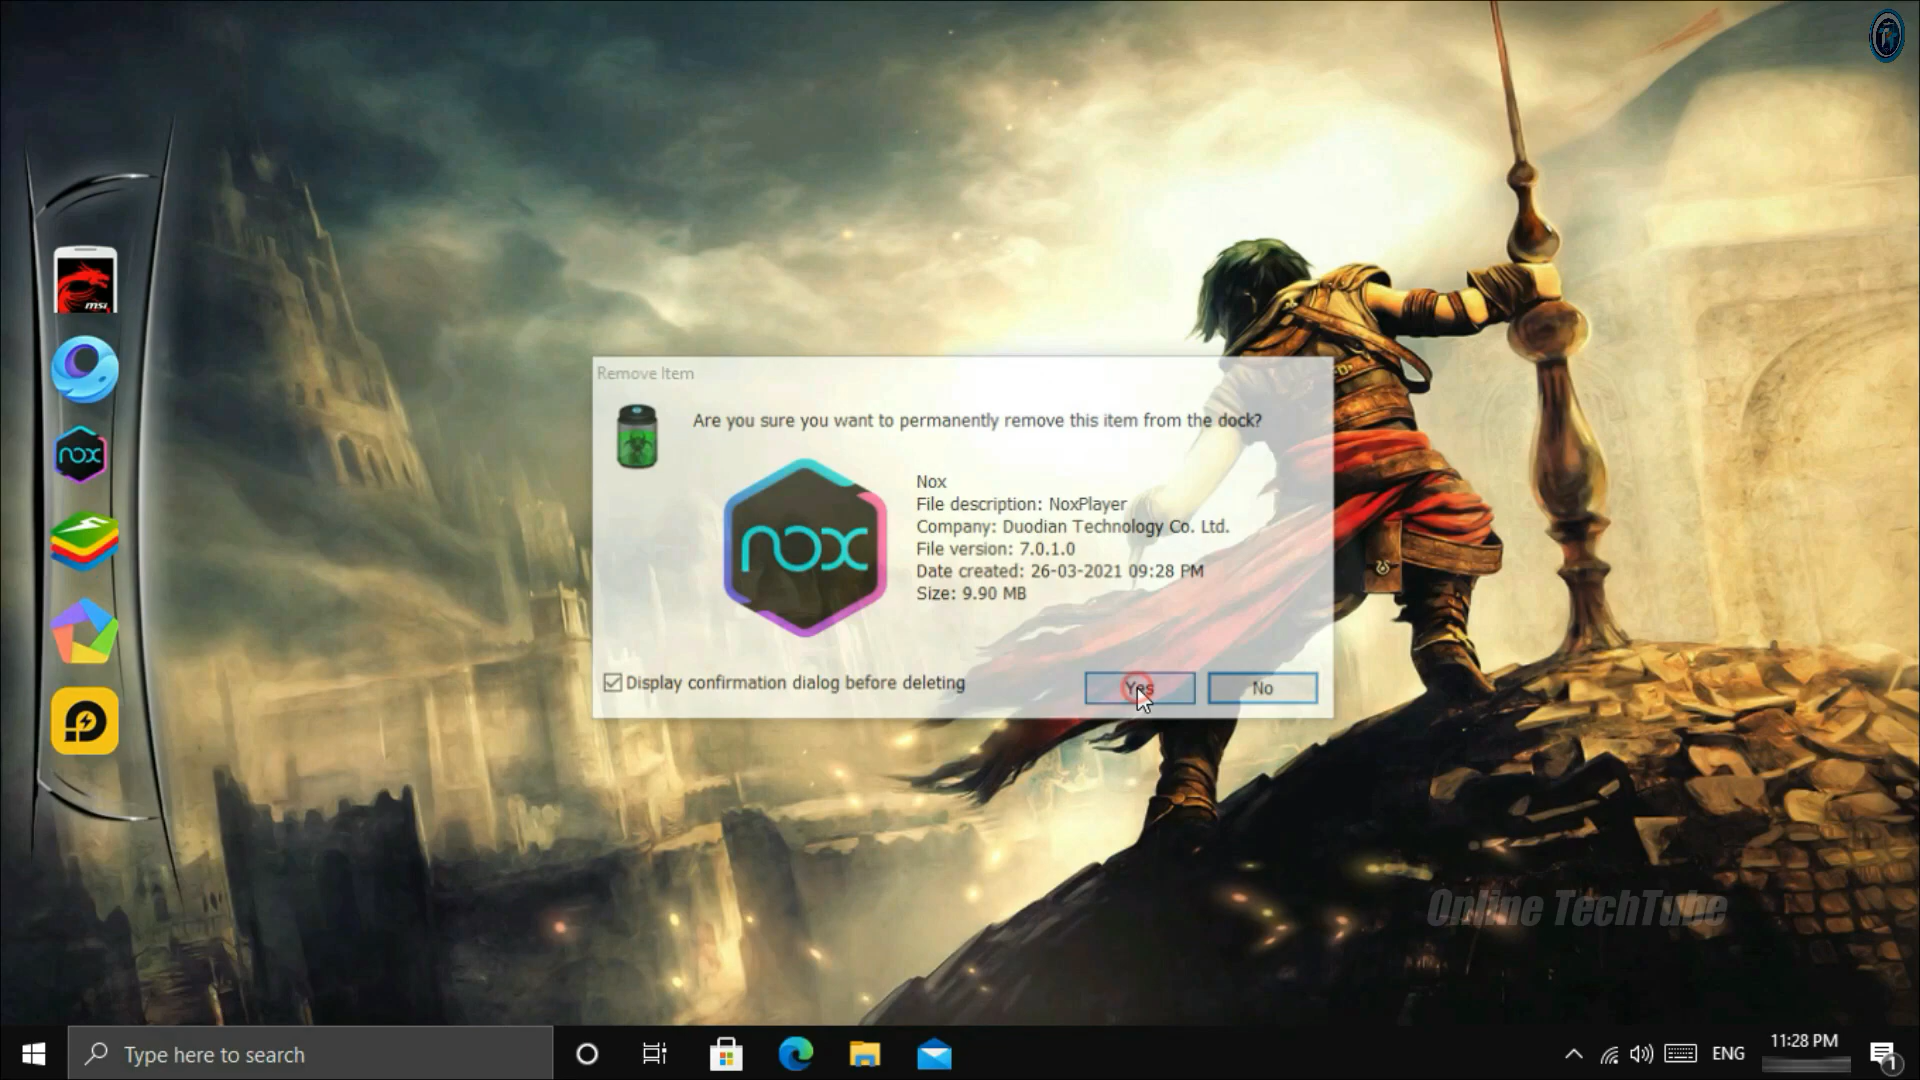 msi
nox
Remove Item
Are you sure you want to permanently remove this item from the dock?
nox
Nox
File description: NoxPlayer
Company: Duodian Technology Co. Ltd.
File version: 7.0.1.0
Date created: 26-03-2021 09:28 PM
Size: 9.90 MB
Display confirmation dialog before deleting
Yes
No
Online TechTube
Type here to search
ENG
11:28 PM
1